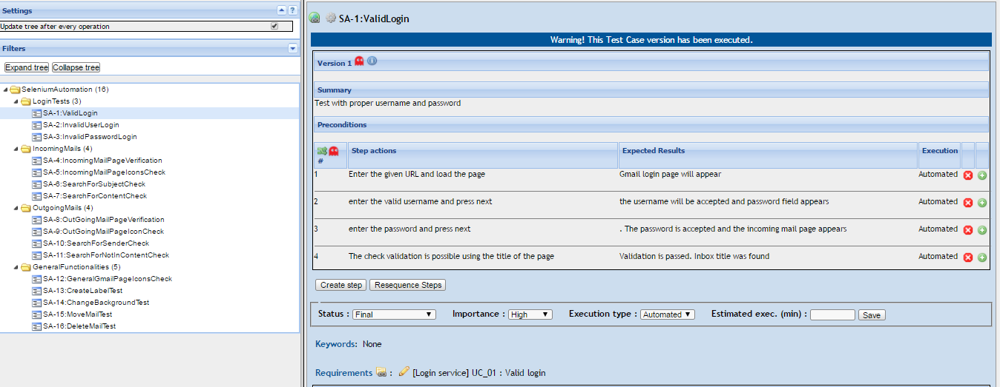 Settings
?
Update tree after every operation
Filters
Expand tree Collapse tree
SeleniumAutomation (16)
LoginTests (3)
SA-1:ValidLogin
SA-2:InvalidUserLogin
SA-3:InvalidPasswordLogin
IncomingMails (4)
SA-4:IncomingMailPageVerification
SA-5:IncomingMailPageIconsCheck
SA-6:SearchForSubjectCheck
SA-7:SearchForContentCheck
OutgoingMails (4)
SA-8:OutGoingMailPageVerification
SA-9:OutGoingMailPageIconCheck
SA-10:SearchForSenderCheck
SA-11:SearchForNotInContentCheck
GeneralFunctionalities (5)
SA-12:GeneralGmailPageIconsCheck
SA-13:CreateLabelTest
SA-14:ChangeBackgroundTest
SA-15:MoveMailTest
SA-16:DeleteMailTest
SA-1:ValidLogin
Warning! This Test Case version has been executed.
Version 1
Summary
Test with proper username and password
Preconditions
# Step actions Expected Results Execution
1 Enter the given URL and load the page Gmail login page will appear Automated
2 enter the valid username and press next the username will be accepted and password field appears Automated
3 enter the password and press next . The password is accepted and the incoming mail page appears Automated
4 The check validation is possible using the title of the page Validation is passed. Inbox title was found Automated
Create step Resequence Steps
Status : Final Importance : High Execution type : Automated Estimated exec. (min) : Save
Keywords: None
Requirements : [Login service] UC_01 : Valid login